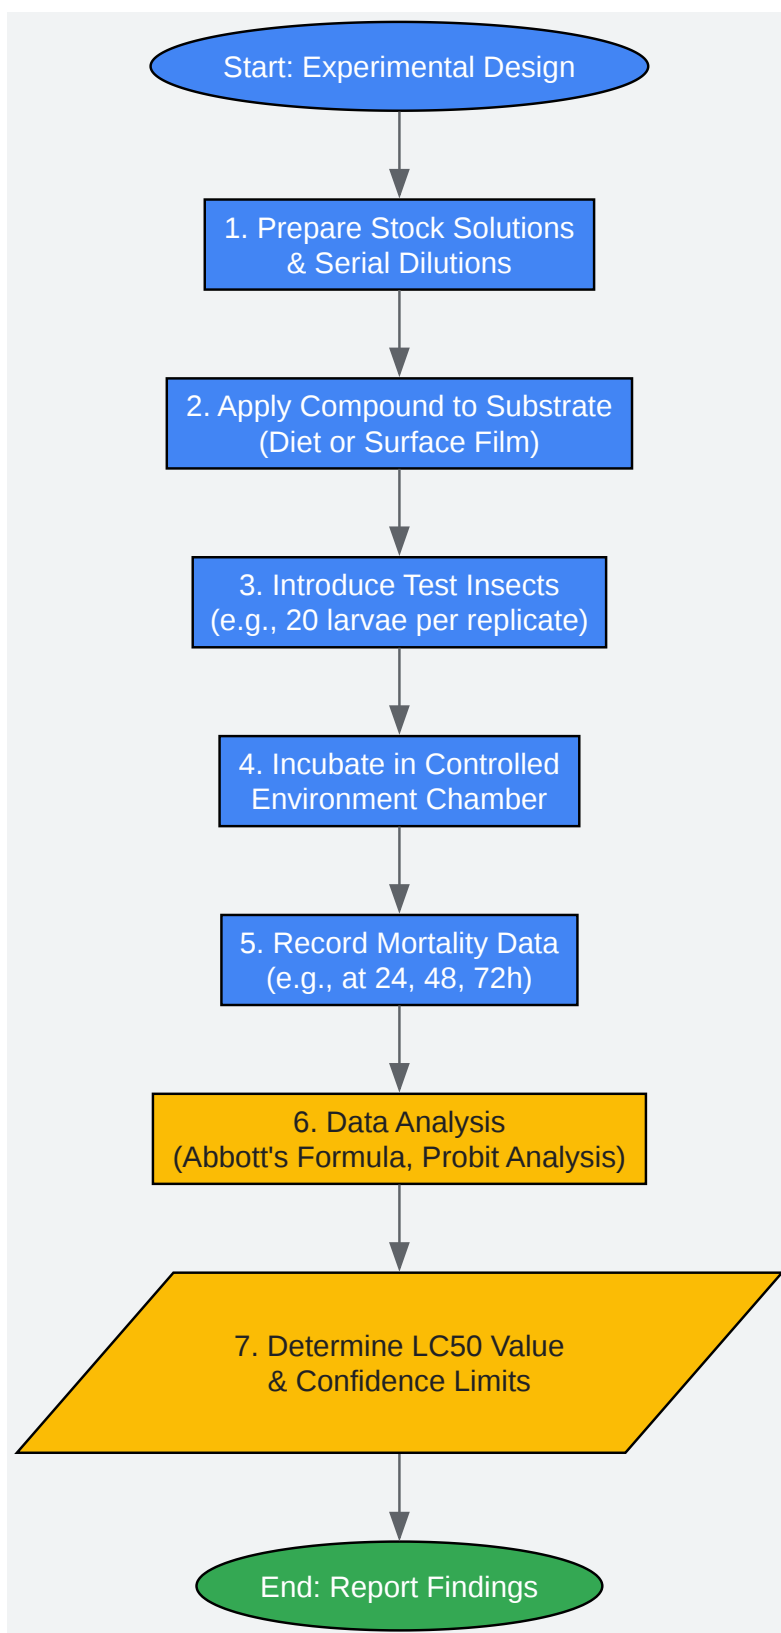 Start: Experimental Design
1. Prepare Stock Solutions
& Serial Dilutions
2. Apply Compound to Substrate
(Diet or Surface Film)
3. Introduce Test Insects
(e.g., 20 larvae per replicate)
4. Incubate in Controlled
Environment Chamber
5. Record Mortality Data
(e.g., at 24, 48, 72h)
6. Data Analysis
(Abbott's Formula, Probit Analysis)
7. Determine LC50 Value
& Confidence Limits
End: Report Findings